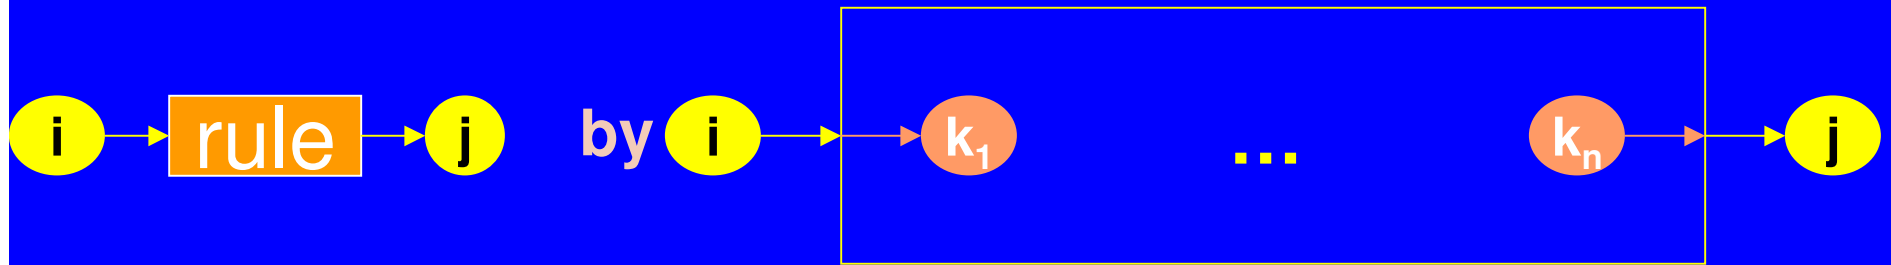 i rule j by i k₁ ... kₙ j